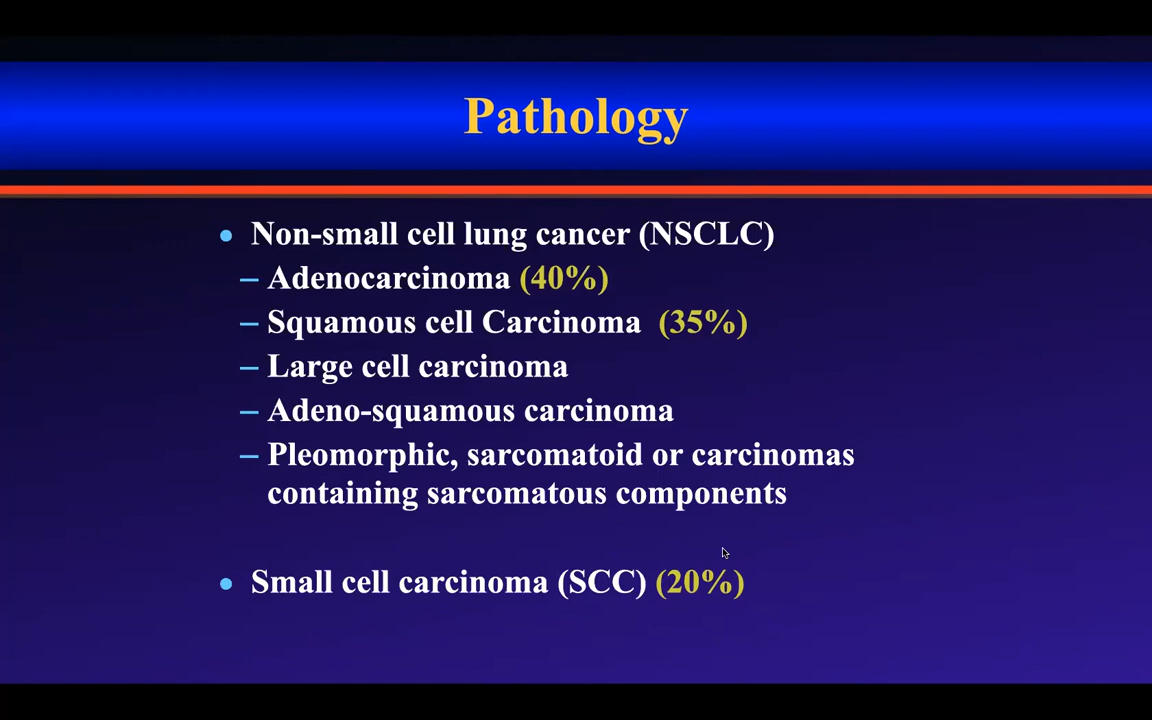 Pathology
• Non-small cell lung cancer (NSCLC)
– Adenocarcinoma (40%)
– Squamous cell Carcinoma (35%)
– Large cell carcinoma
– Adeno-squamous carcinoma
– Pleomorphic, sarcomatoid or carcinomas
containing sarcomatous components
• Small cell carcinoma (SCC) (20%)